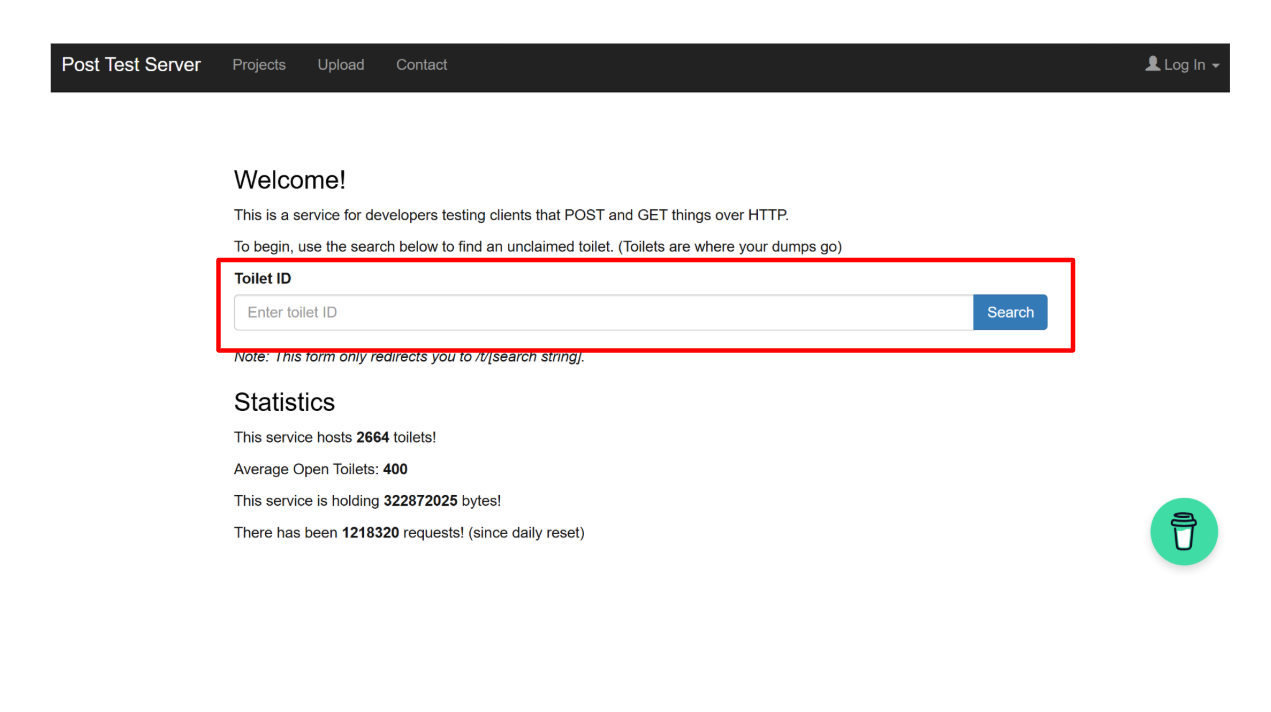 Post Test Server Projects Upload Contact Log In
Welcome!
This is a service for developers testing clients that POST and GET things over HTTP.
To begin, use the search below to find an unclaimed toilet. (Toilets are where your dumps go)
Toilet ID
Enter toilet ID Search
Note: This form only redirects you to /t/[search string].
Statistics
This service hosts 2664 toilets!
Average Open Toilets: 400
This service is holding 322872025 bytes!
There has been 1218320 requests! (since daily reset)